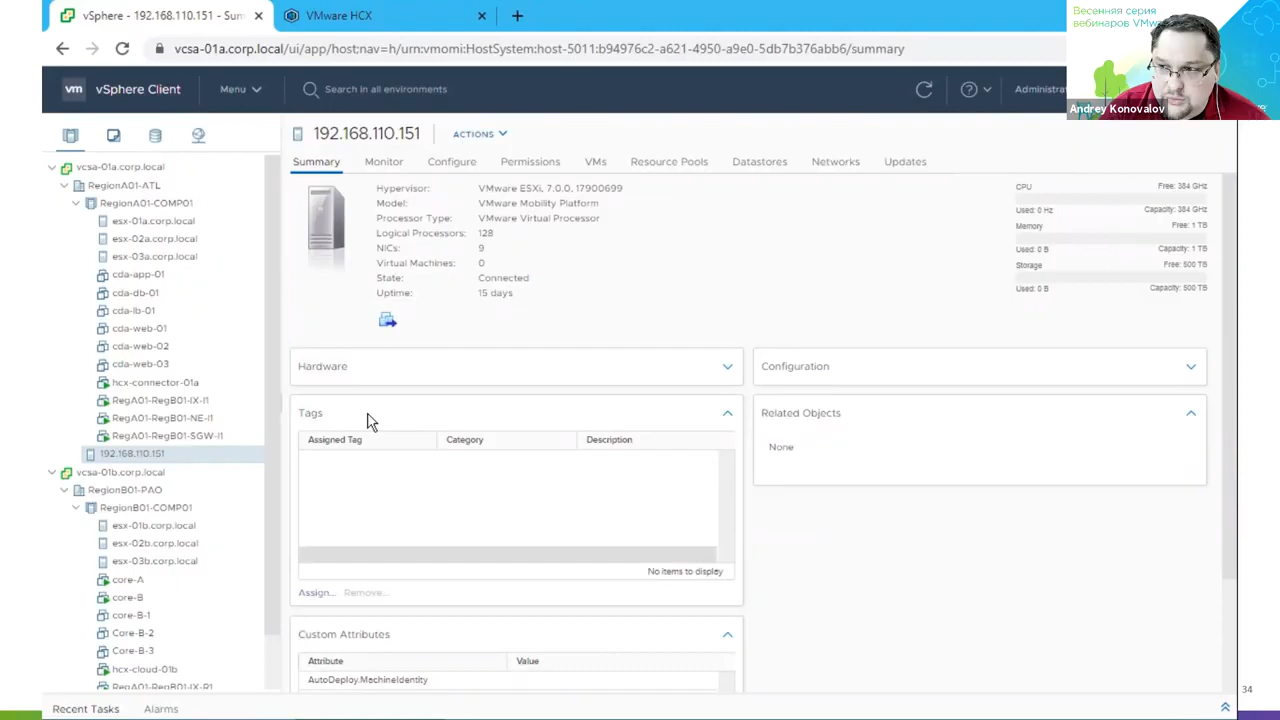 vSphere - 192.168.110.151 - Sum
VMware HCX
Весенняя серия
вебинаров VMwa
vcsa-01a.corp.local/ui/app/host;nav=h/urn:vmomi:HostSystem:host-5011:b94976c2-a621-4950-a9e0-5db7b376abb6/summary
vm vSphere Client
Menu
Search in all environments
Administra
Andrey Konovalov
192.168.110.151
ACTIONS
Summary
Monitor
Configure
Permissions
VMs
Resource Pools
Datastores
Networks
Updates
vcsa-01a.corp.local
RegionA01-ATL
RegionA01-COMP01
esx-01a.corp.local
esx-02a.corp.local
esx-03a.corp.local
cda-app-01
cda-db-01
cda-lb-01
cda-web-01
cda-web-02
cda-web-03
hcx-connector-01a
RegA01-RegB01-IX-I1
RegA01-RegB01-NE-I1
RegA01-RegB01-SGW-I1
192.168.110.151
vcsa-01b.corp.local
RegionB01-PAO
RegionB01-COMP01
esx-01b.corp.local
esx-02b.corp.local
esx-03b.corp.local
core-A
core-B
core-B-1
Core-B-2
Core-B-3
hcx-cloud-01b
RegA01-RegB01-IX-R1
Hypervisor: VMware ESXi, 7.0.0, 17900699
Model: VMware Mobility Platform
Processor Type: VMware Virtual Processor
Logical Processors: 128
NICs: 9
Virtual Machines: 0
State: Connected
Uptime: 15 days
CPU Free: 384 GHz
Used: 0 Hz Capacity: 384 GHz
Memory Free: 1 TB
Used: 0 B Capacity: 1 TB
Storage Free: 500 TB
Used: 0 B Capacity: 500 TB
Hardware
Configuration
Tags
Assigned Tag Category Description
No items to display
Assign... Remove...
Related Objects
None
Custom Attributes
Attribute Value
AutoDeploy.MachineIdentity
Recent Tasks Alarms
34